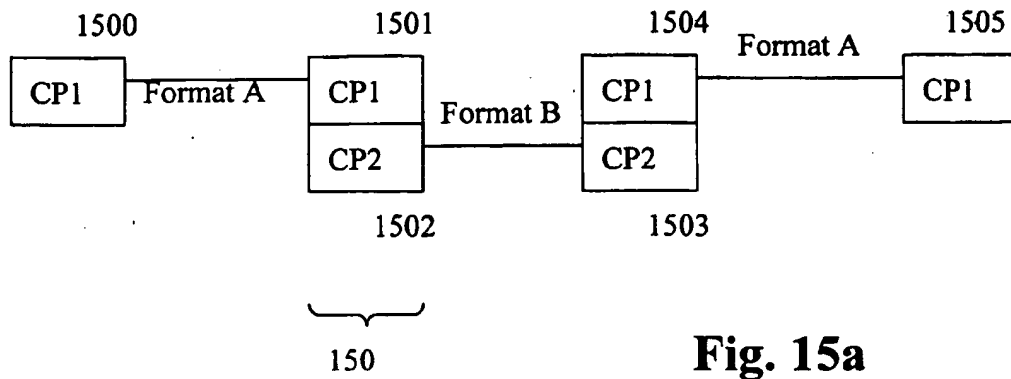 1500
1501
1504
1505
CP1
Format A
CP1
CP2
Format B
CP1
CP2
Format A
CP1
1502
1503
150
Fig. 15a